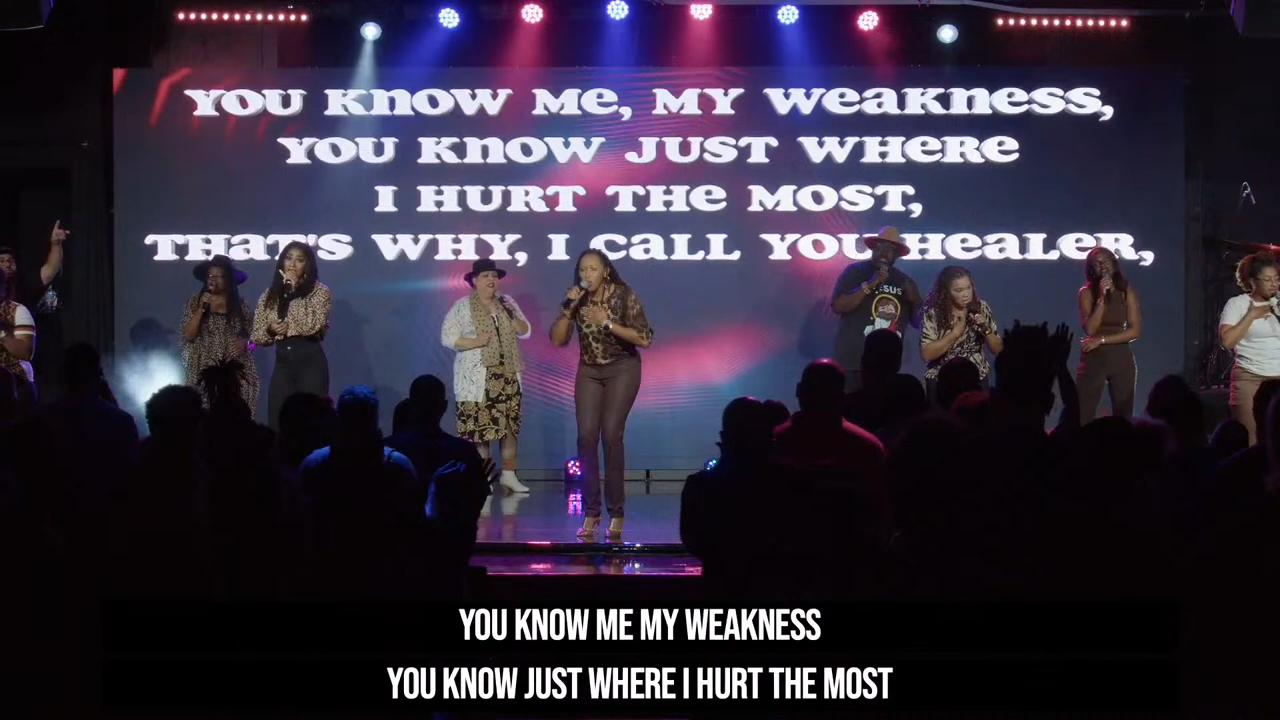 YOU KNOW ME, MY WEAKNESS,
YOU KNOW JUST WHERE
I HURT THE MOST,
THAT'S WHY, I CALL YOU HEALER,
YOU KNOW ME MY WEAKNESS
YOU KNOW JUST WHERE I HURT THE MOST